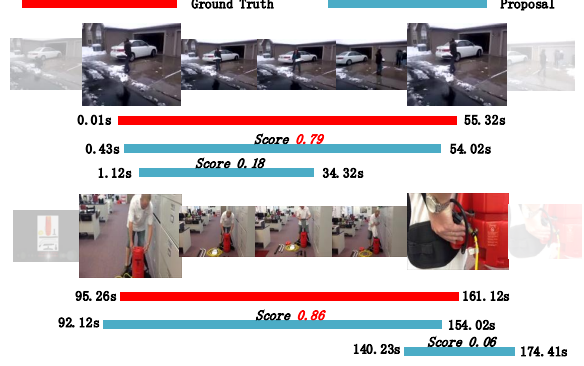 Ground Truth Proposal
0.01s 55.32s
Score 0.79
0.43s 54.02s
Score 0.18
1.12s 34.32s
95.26s 161.12s
Score 0.86
92.12s 154.02s
Score 0.06
140.23s 174.41s